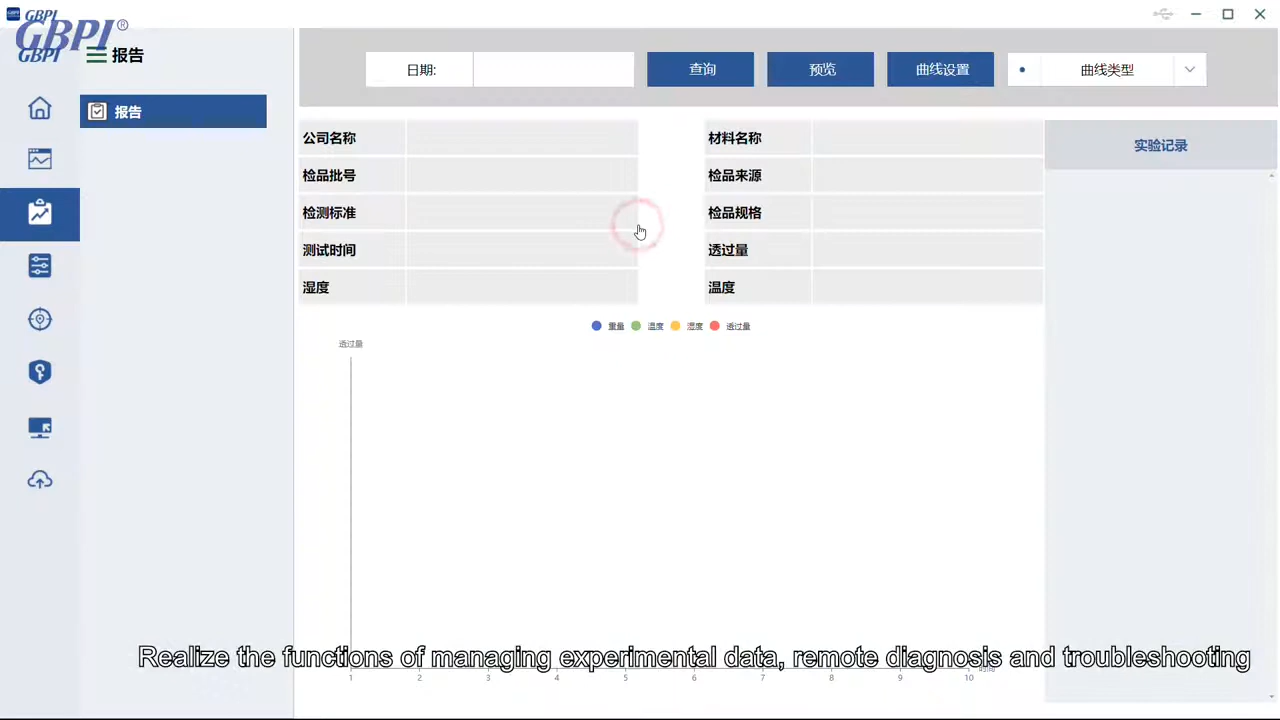 GBPI
GBPI®
GBPI
报告
日期:
查询
预览
曲线设置
曲线类型
报告
公司名称
材料名称
实验记录
检品批号
检品来源
检测标准
检品规格
测试时间
透过量
湿度
温度
重量 温度 湿度 透过量
透过量
Realize the functions of managing experimental data, remote diagnosis and troubleshooting
1 2 3 4 5 6 7 8 9 10